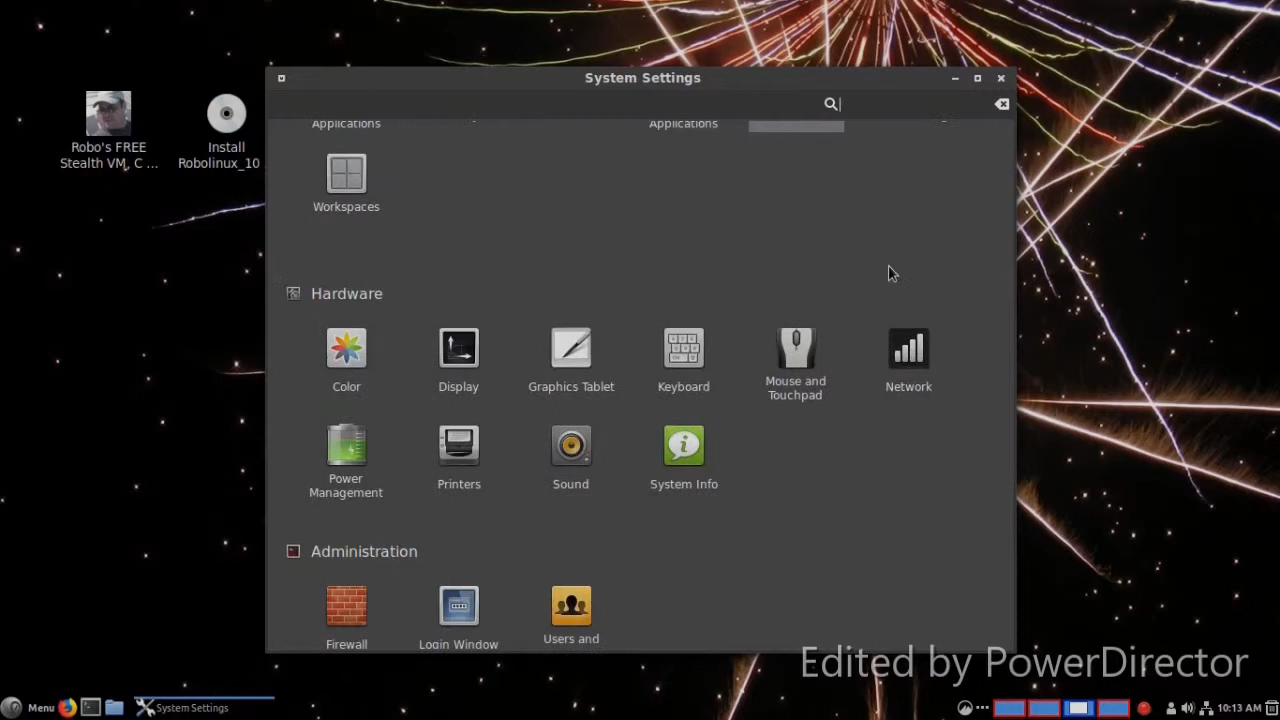 System Settings
Applications
Applications
Robo's FREE
Stealth VM, C ...
Install
Robolinux_10
Workspaces
Hardware
Color
Display
Graphics Tablet
Keyboard
Mouse and
Touchpad
Network
Power
Management
Printers
Sound
System Info
Administration
Firewall
Login Window
Users and
Edited by PowerDirector
Menu
System Settings
10:13 AM